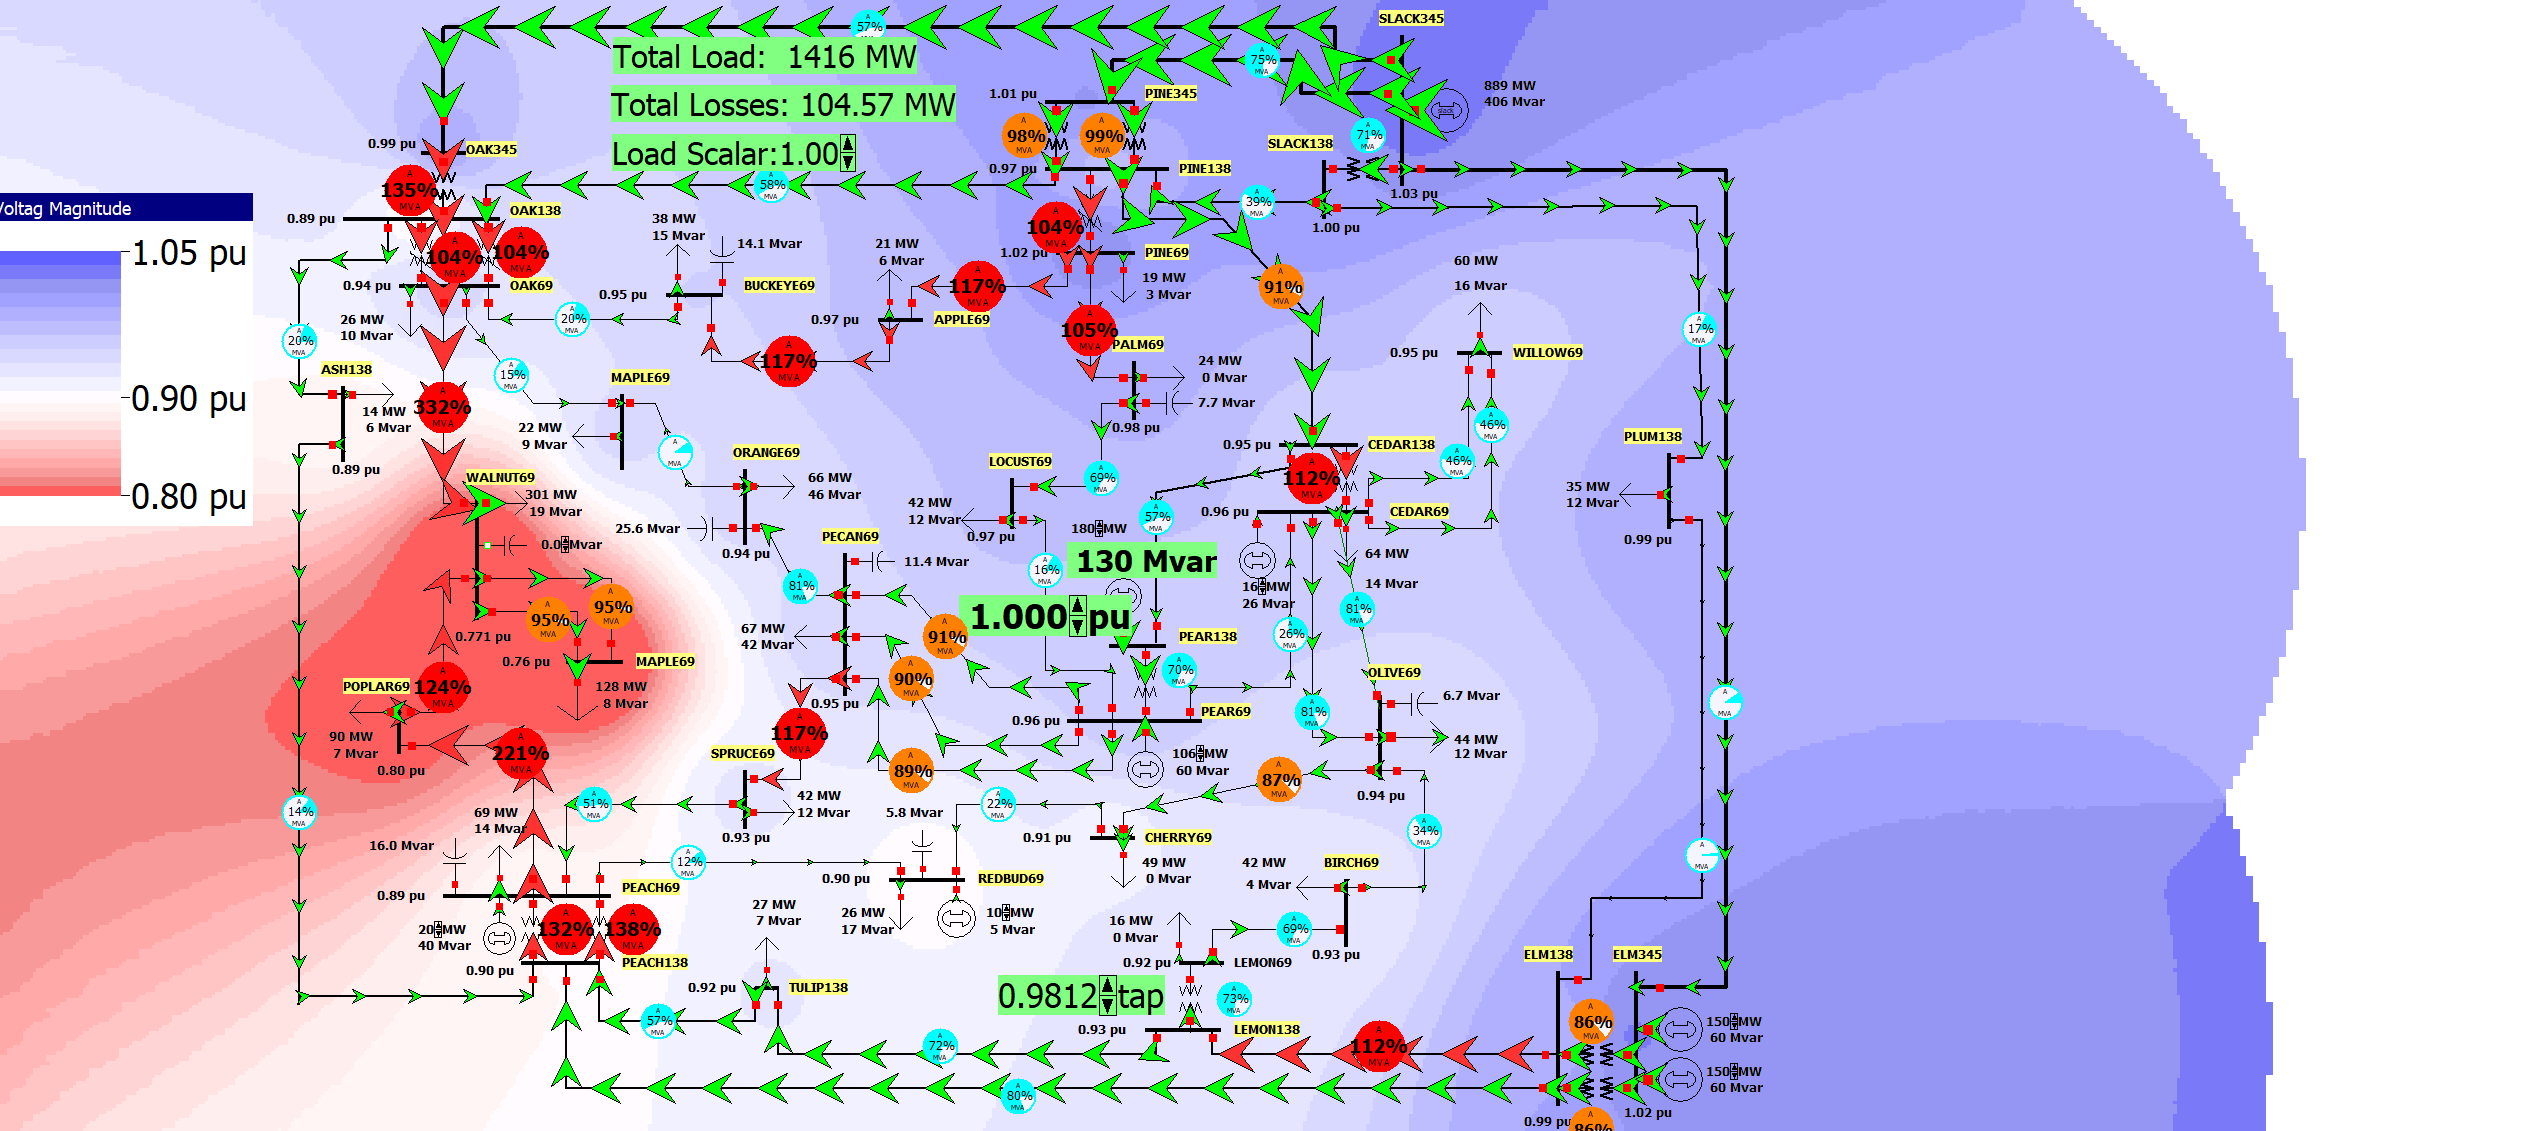 57%
SLACK345
Total Load: 1416 MW
75%
889 MW
406 Mvar
slack
1.01 pu
PINE345
Total Losses: 104.57 MW
98%
99%
71%
0.99 pu
OAK345
Load Scalar:1.00
SLACK138
0.97 pu
PINE138
135%
58%
39%
1.03 pu
Voltag Magnitude
0.89 pu
OAK138
38 MW
15 Mvar
14.1 Mvar
21 MW
6 Mvar
104%
1.00 pu
1.05 pu
104%
104%
1.02 pu
PINE69
60 MW
16 Mvar
0.94 pu
OAK69
0.95 pu
BUCKEYE69
117%
19 MW
3 Mvar
91%
26 MW
10 Mvar
20%
0.97 pu
APPLE69
105%
17%
20%
PALM69
0.95 pu
WILLOW69
117%
24 MW
0 Mvar
ASH138
15%
MAPLE69
0.90 pu
14 MW
6 Mvar
332%
7.7 Mvar
22 MW
9 Mvar
0.98 pu
46%
0.95 pu
CEDAR138
PLUM138
ORANGE69
LOCUST69
46%
0.89 pu
WALNUT69
66 MW
46 Mvar
69%
112%
0.80 pu
301 MW
19 Mvar
42 MW
12 Mvar
57%
0.96 pu
CEDAR69
35 MW
12 Mvar
25.6 Mvar
180 MW
0.97 pu
0.99 pu
0.0 Mvar
0.94 pu
PECAN69
11.4 Mvar
130 Mvar
64 MW
14 Mvar
16%
81%
16 MW
26 Mvar
95%
95%
1.000 pu
81%
0.771 pu
67 MW
42 Mvar
91%
PEAR138
26%
0.76 pu
MAPLE69
90%
70%
OLIVE69
POPLAR69
124%
128 MW
8 Mvar
0.95 pu
6.7 Mvar
0.96 pu
PEAR69
81%
90 MW
7 Mvar
117%
44 MW
12 Mvar
221%
SPRUCE69
106 MW
60 Mvar
0.80 pu
89%
87%
0.94 pu
14%
69 MW
14 Mvar
51%
42 MW
12 Mvar
5.8 Mvar
22%
0.93 pu
0.91 pu
CHERRY69
34%
16.0 Mvar
12%
49 MW
0 Mvar
42 MW
4 Mvar
BIRCH69
0.89 pu
PEACH69
0.90 pu
REDBUD69
20 MW
40 Mvar
132%
138%
27 MW
7 Mvar
26 MW
17 Mvar
10 MW
5 Mvar
16 MW
0 Mvar
69%
0.90 pu
PEACH138
0.92 pu
LEMON69
0.93 pu
ELM138
ELM345
0.92 pu
TULIP138
0.9812 tap
73%
57%
0.93 pu
LEMON138
86%
150 MW
60 Mvar
72%
112%
150 MW
60 Mvar
80%
0.99 pu
1.02 pu
86%